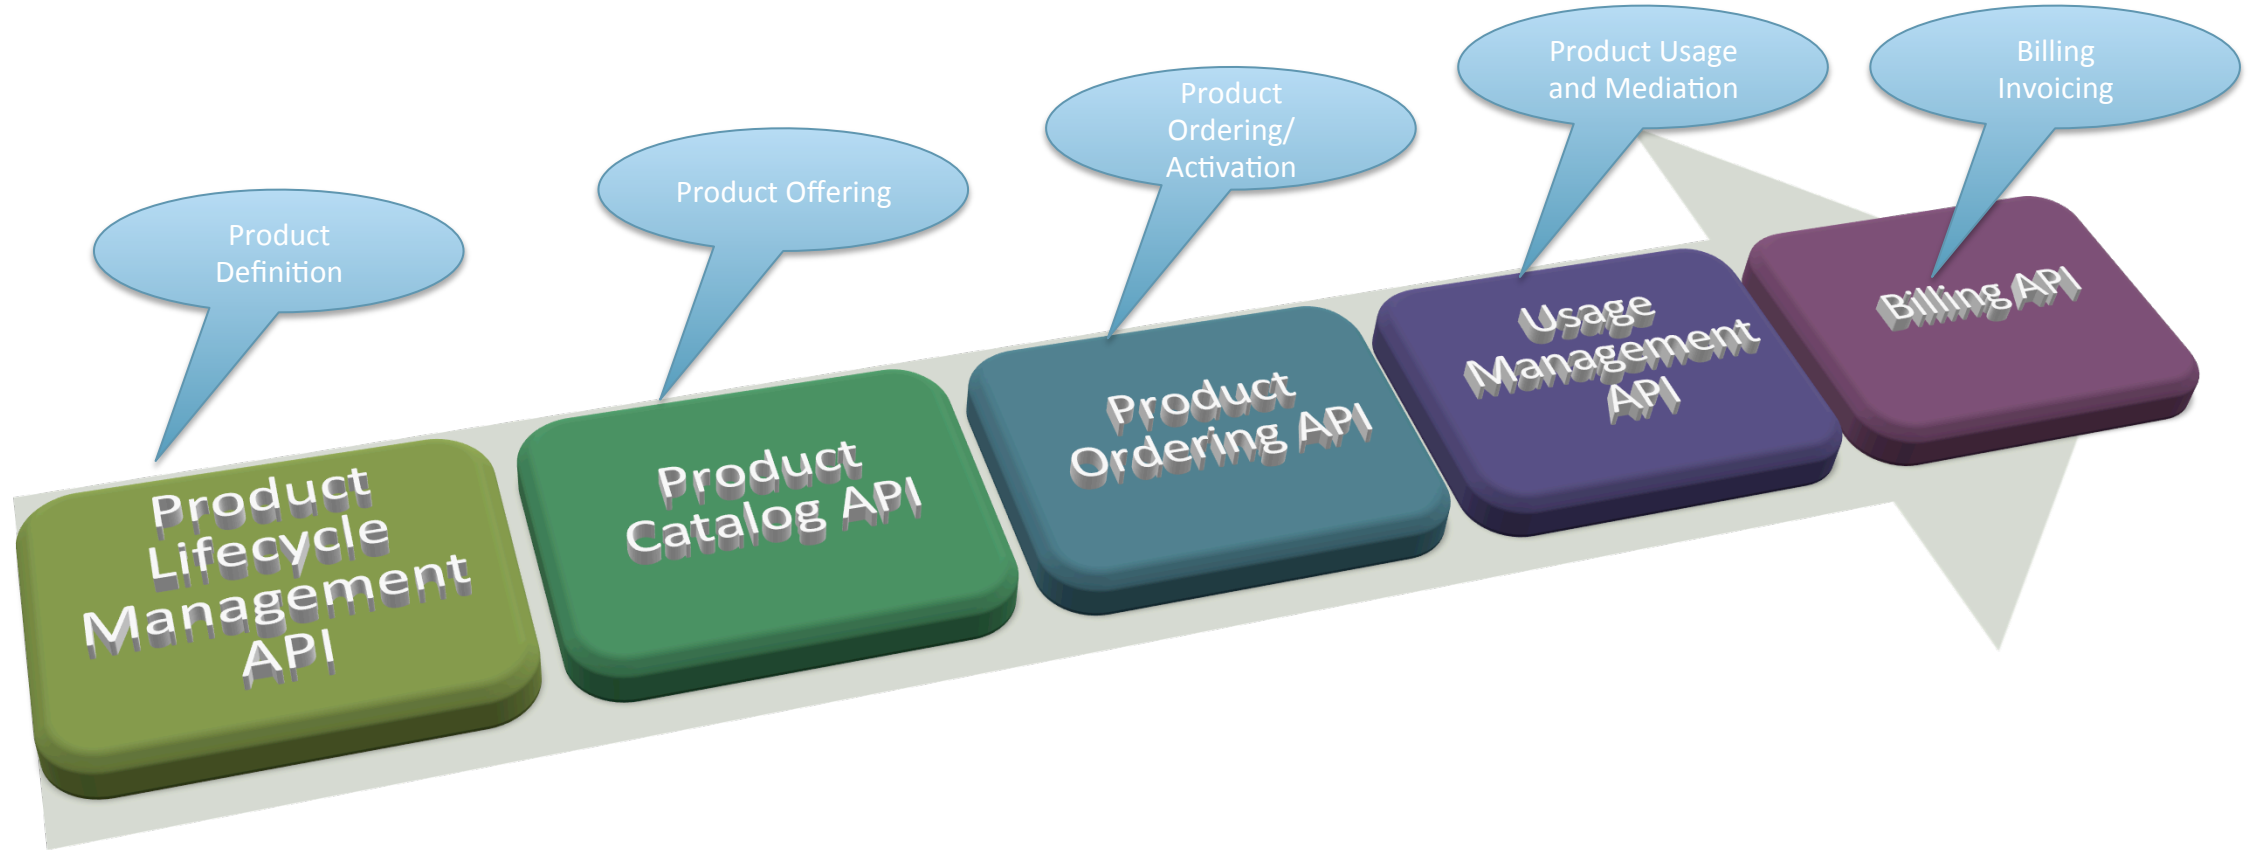 Product
Definition
Product Offering
Product
Ordering/
Activation
Product Usage
and Mediation
Billing
Invoicing
Product
Lifecycle
Management
API
Product
Catalog API
Product
Ordering API
Usage
Management
API
Billing API